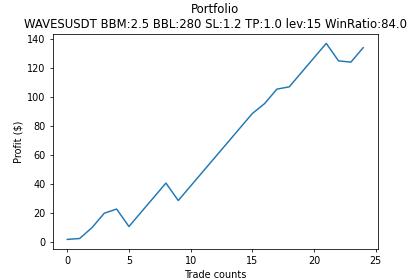 Portfolio
WAVESUSDT BBM:2.5 BBL:280 SL:1.2 TP:1.0 lev:15 WinRatio:84.0
140
120
100
80
60
40
20
0
Profit ($)
0 5 10 15 20 25
Trade counts